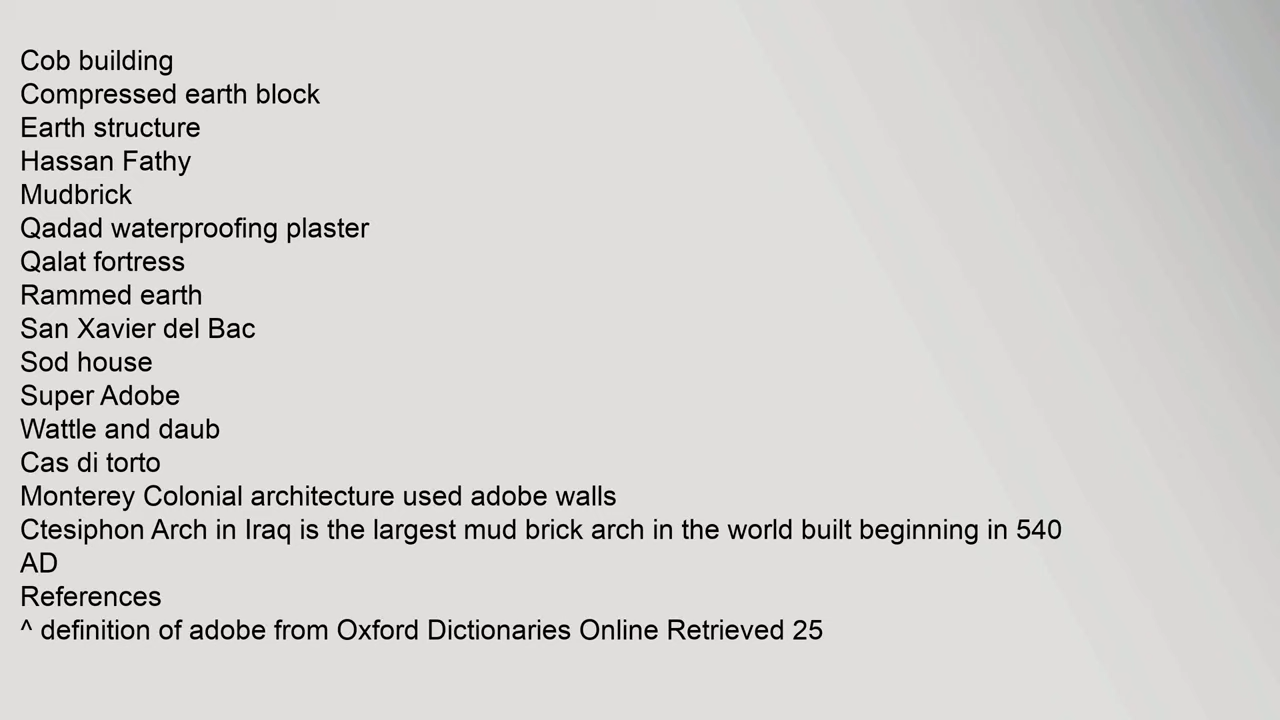 Cob building
Compressed earth block
Earth structure
Hassan Fathy
Mudbrick
Qadad waterproofing plaster
Qalat fortress
Rammed earth
San Xavier del Bac
Sod house
Super Adobe
Wattle and daub
Cas di torto
Monterey Colonial architecture used adobe walls
Ctesiphon Arch in Iraq is the largest mud brick arch in the world built beginning in 540
AD
References
^ definition of adobe from Oxford Dictionaries Online Retrieved 25